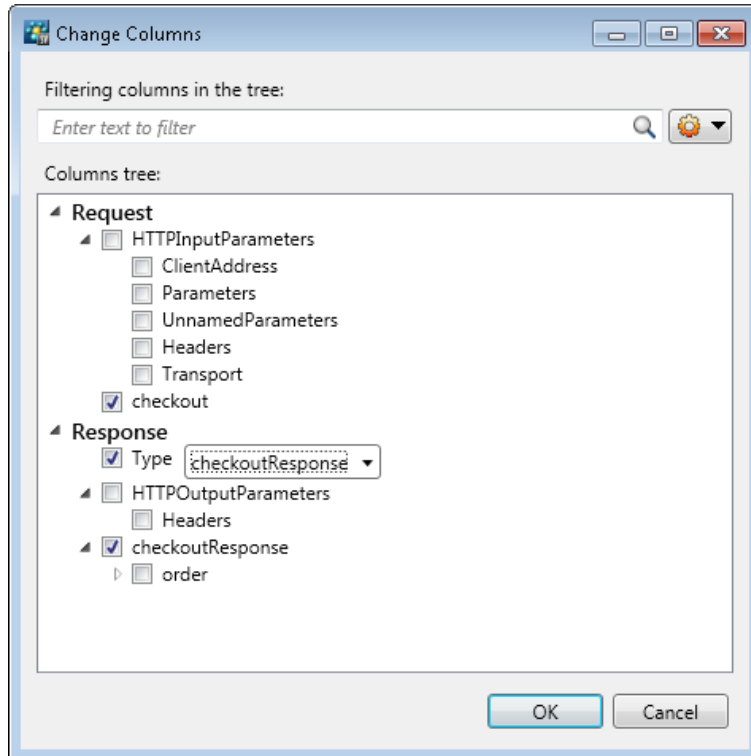 Change Columns
Filtering columns in the tree:
Enter text to filter
Columns tree:
Request
HTTPInputParameters
ClientAddress
Parameters
UnnamedParameters
Headers
Transport
checkout
Response
Type checkoutResponse
HTTPOutputParameters
Headers
checkoutResponse
order
OK Cancel